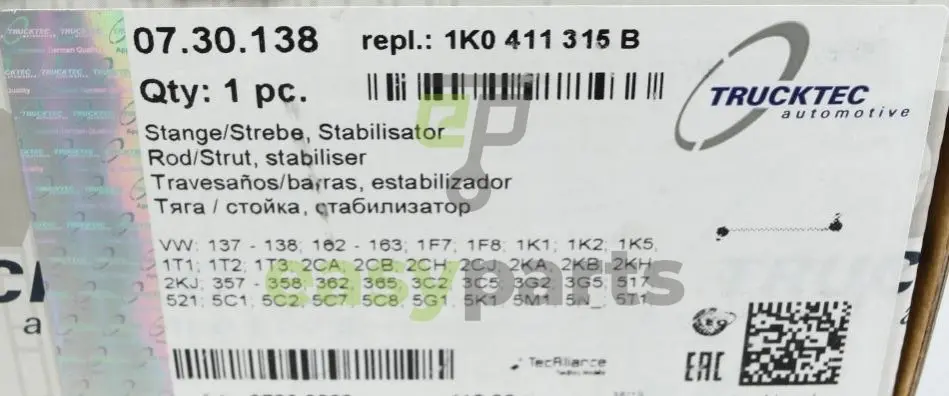 07.30.138 repl.: 1K0 411 315 B
Qty: 1 pc.
TRUCKTEC
automotive
Stange/Strebe, Stabilisator
Rod/Strut, stabiliser
Travesaños/barras, estabilizador
Тяга / стойка, стабилизатор
VW: 137 - 138; 162 - 163; 1F7; 1F8; 1K1; 1K2; 1K5;
1T1; 1T2; 1T3; 2CA; 2CB; 2CH; 2CJ; 2KA; 2KB; 2KH;
2KJ; 357 - 358; 362; 365; 3C2; 3C5; 3G2; 3G5; 517;
521; 5C1; 5C2; 5C7; 5C8; 5G1; 5K1; 5M1; 5N_; 5T1
easyparts
TecAlliance
EAC